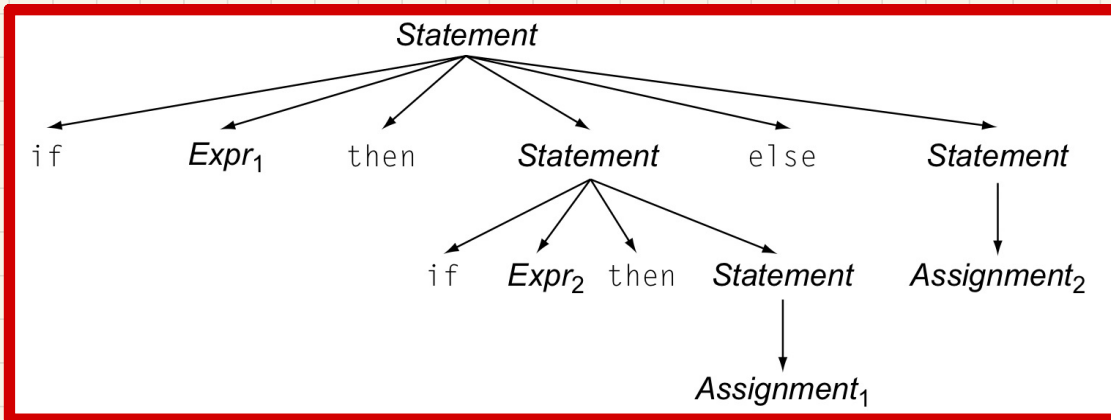 Statement
if Expr₁ then Statement else Statement
if Expr₂ then Statement Assignment₂
Assignment₁